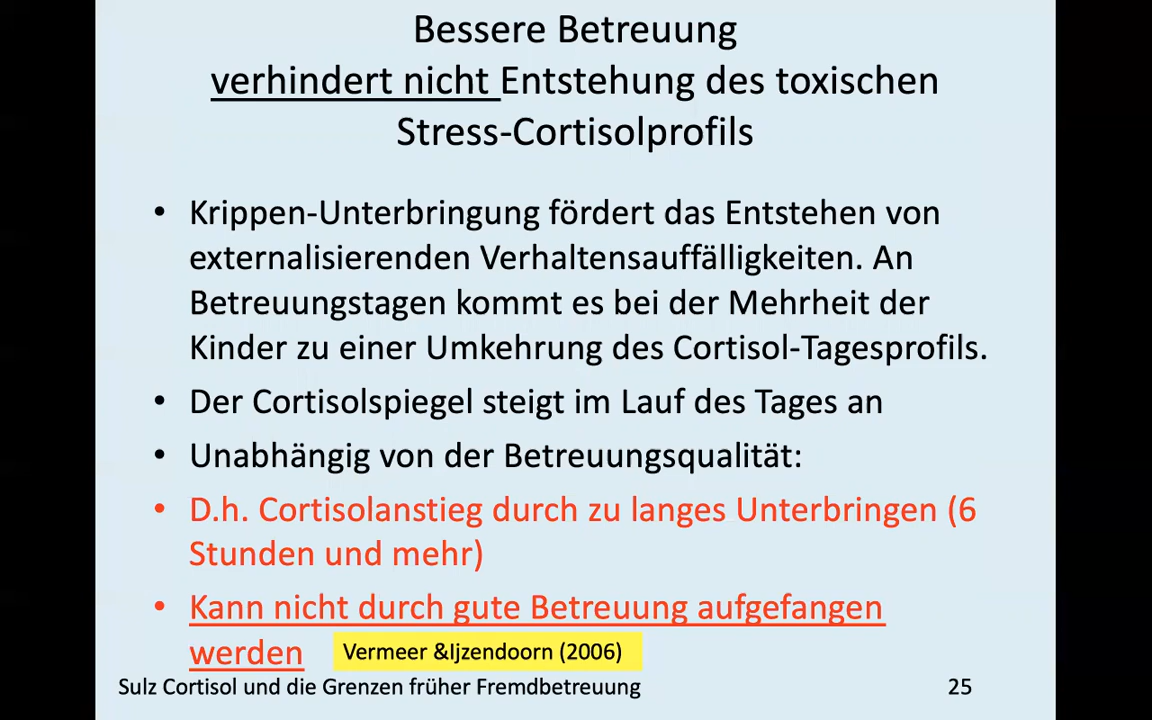 Bessere Betreuung
verhindert nicht Entstehung des toxischen
Stress-Cortisolprofils
• Krippen-Unterbringung fördert das Entstehen von
externalisierenden Verhaltensauffälligkeiten. An
Betreuungstagen kommt es bei der Mehrheit der
Kinder zu einer Umkehrung des Cortisol-Tagesprofils.
• Der Cortisolspiegel steigt im Lauf des Tages an
• Unabhängig von der Betreuungsqualität:
• D.h. Cortisolanstieg durch zu langes Unterbringen (6
Stunden und mehr)
• Kann nicht durch gute Betreuung aufgefangen
werden Vermeer &Ijzendoorn (2006)
Sulz Cortisol und die Grenzen früher Fremdbetreuung 25